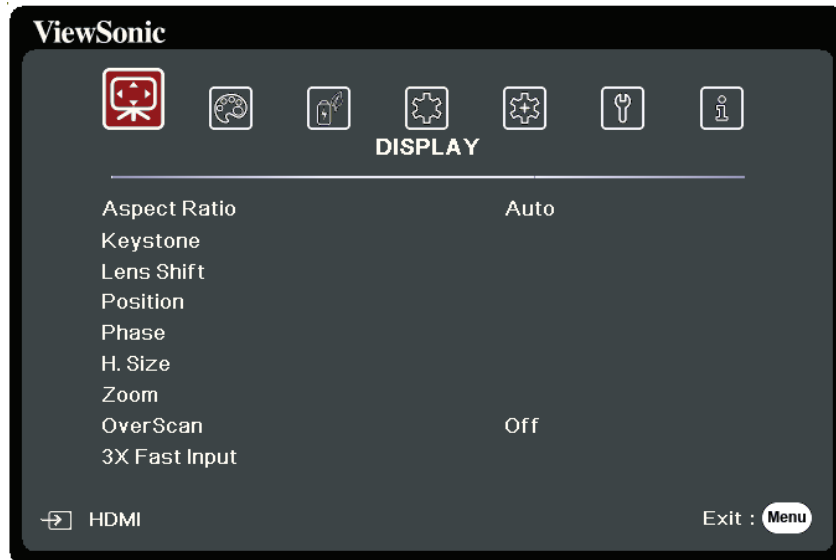 ViewSonic
DISPLAY
Aspect Ratio Auto
Keystone
Lens Shift
Position
Phase
H. Size
Zoom
OverScan Off
3X Fast Input
HDMI Exit : Menu